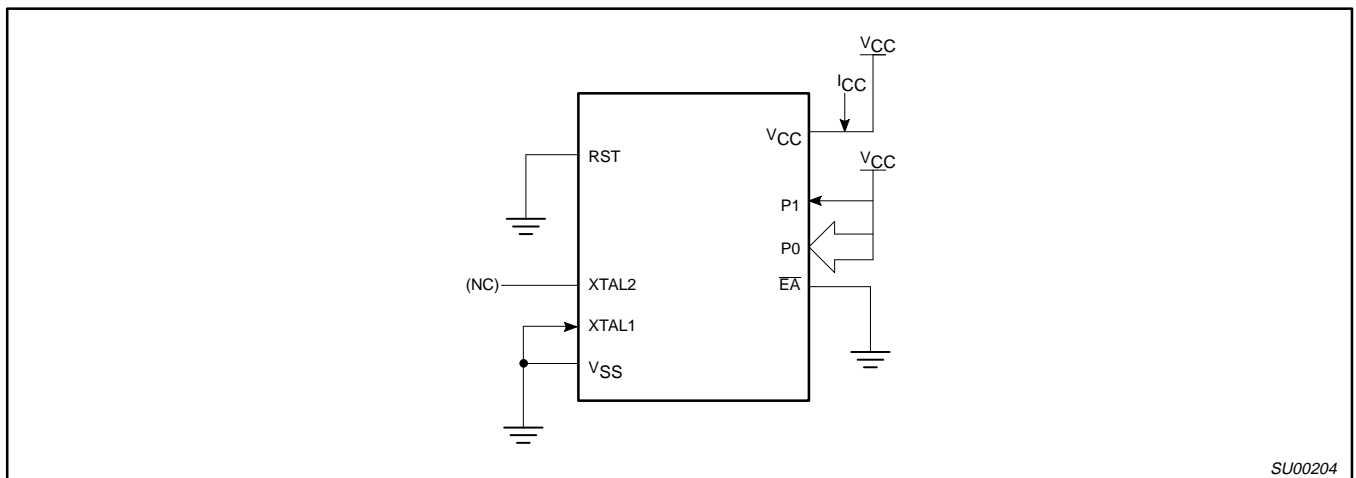 VCC
ICC
VCC
RST
VCC
P1
P0
(NC)
XTAL2
EA
XTAL1
VSS
SU00204